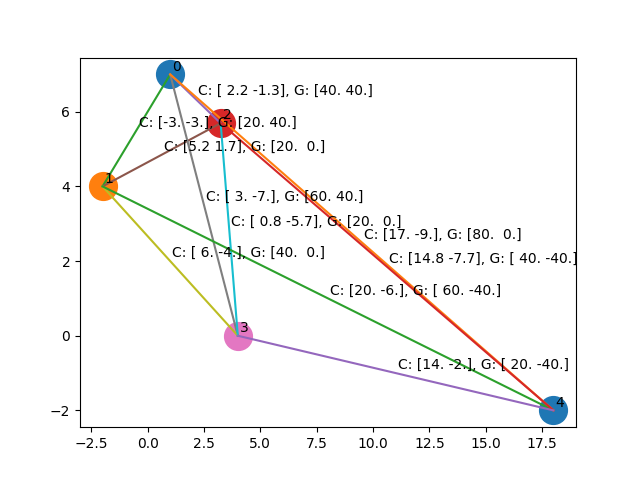 0
C: [ 2.2 -1.3], G: [40. 40.]
6
2
C: [-3. -3.], G: [20. 40.]
C: [5.2 1.7], G: [20.  0.]
4
1
C: [ 3. -7.], G: [60. 40.]
C: [ 0.8 -5.7], G: [20.  0.]
C: [17. -9.], G: [80.  0.]
C: [ 6. -4.], G: [40.  0.]
C: [14.8 -7.7], G: [ 40. -40.]
2
C: [20. -6.], G: [ 60. -40.]
3
0
C: [14. -2.], G: [ 20. -40.]
4
−2
−2.5 0.0 2.5 5.0 7.5 10.0 12.5 15.0 17.5